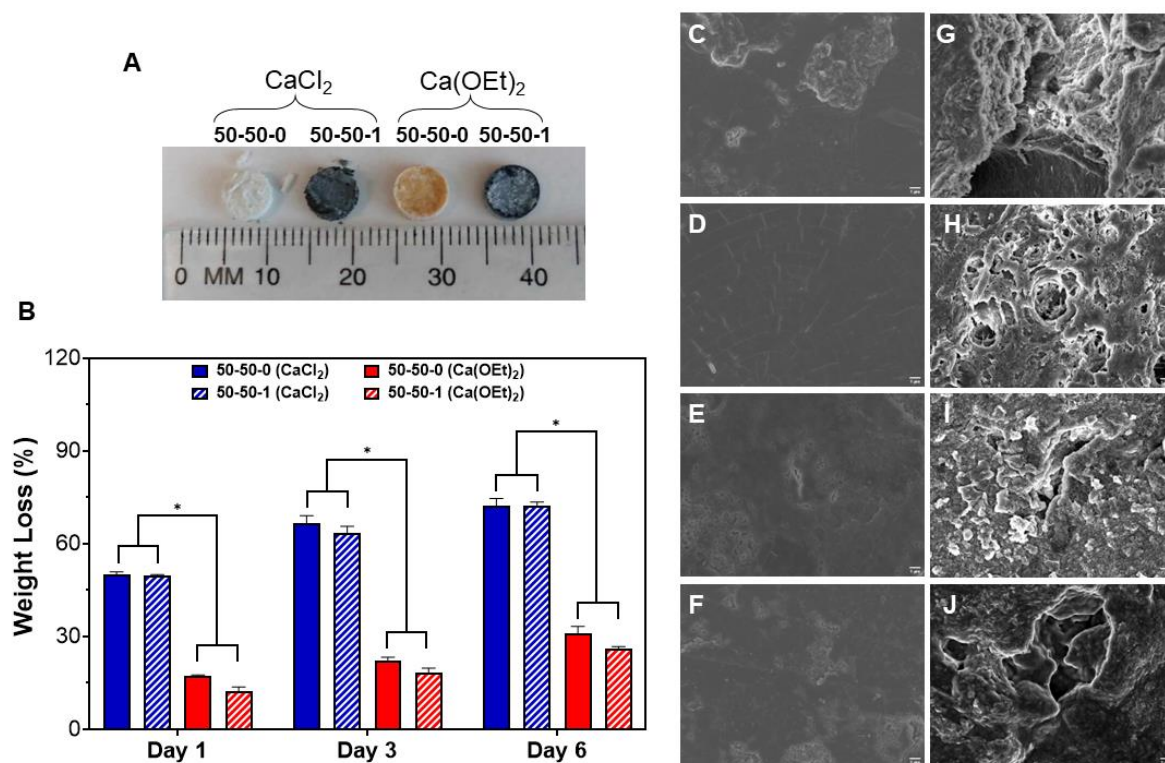 A
CaCl₂ Ca(OEt)₂
50-50-0 50-50-1 50-50-0 50-50-1
0 MM 10 20 30 40
B
120
90
60
30
0
Weight Loss (%)
50-50-0 (CaCl₂) 50-50-0 (Ca(OEt)₂)
50-50-1 (CaCl₂) 50-50-1 (Ca(OEt)₂)
*
*
*
Day 1 Day 3 Day 6
C
G
D
H
E
I
F
J